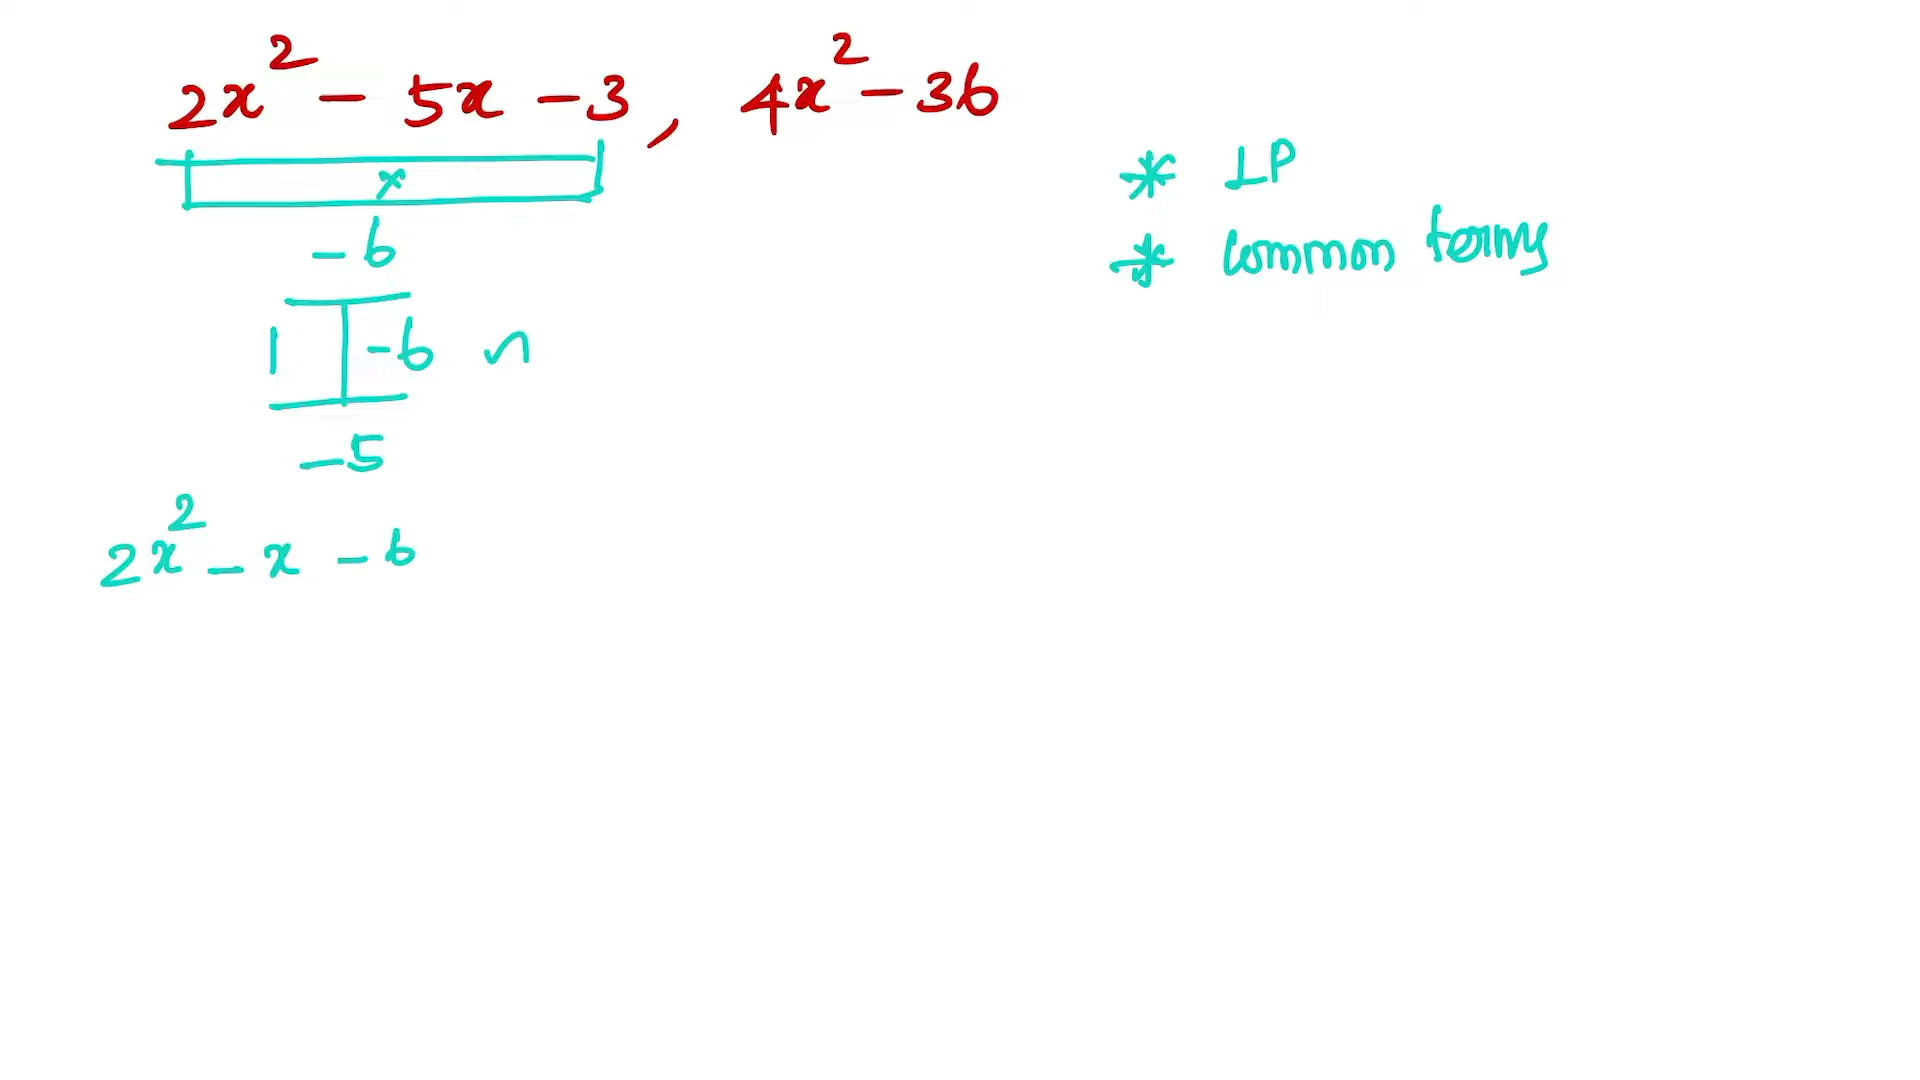 2x² - 5x - 3, 4x² - 36
x
* LP
* common terms
-6
1 | -6 n
-5
2x² - x - 6